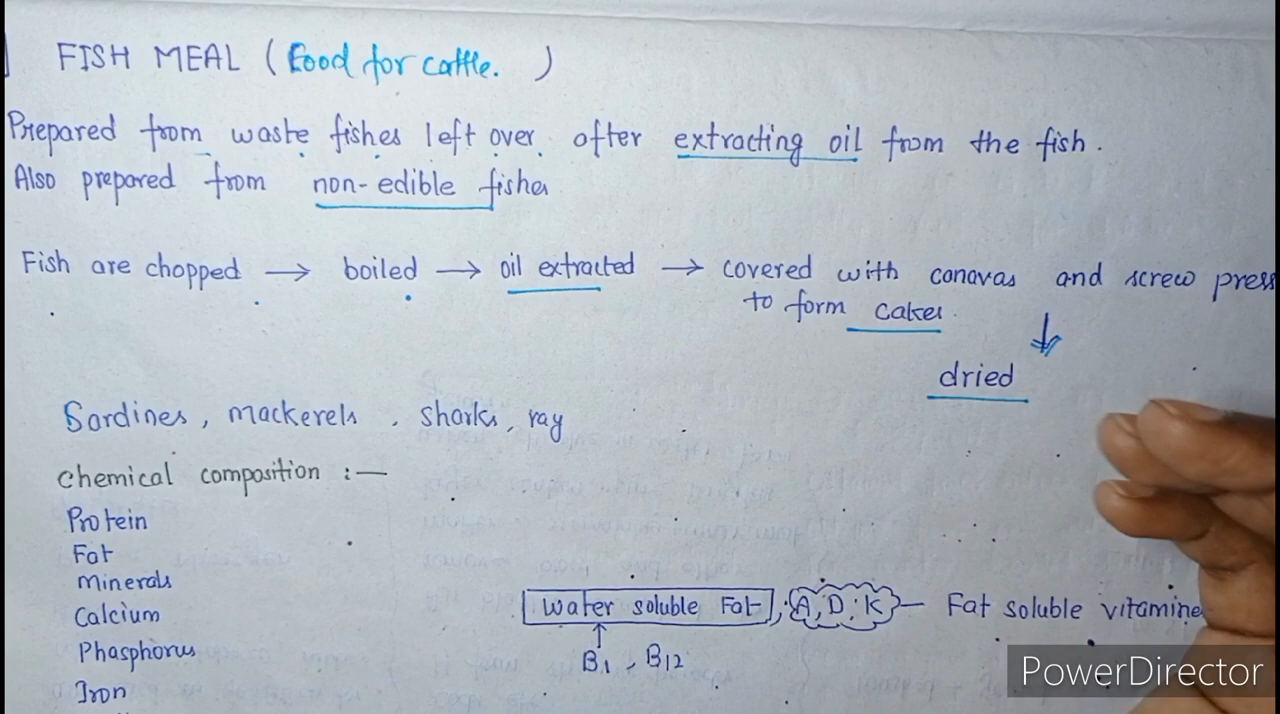 FISH MEAL (Food for cattle.)
Prepared from waste fishes left over after extracting oil from the fish.
Also prepared from non-edible fishes
Fish are chopped → boiled → oil extracted → covered with canavas and screw press
to form cakes.
dried
Sardines, mackerels, sharks, ray
Chemical composition :—
Protein
Fat
Minerals
Calcium
Phasphorus
Iron
Water soluble Fat, A, D, K — Fat soluble vitamine
B1, B12
PowerDirector